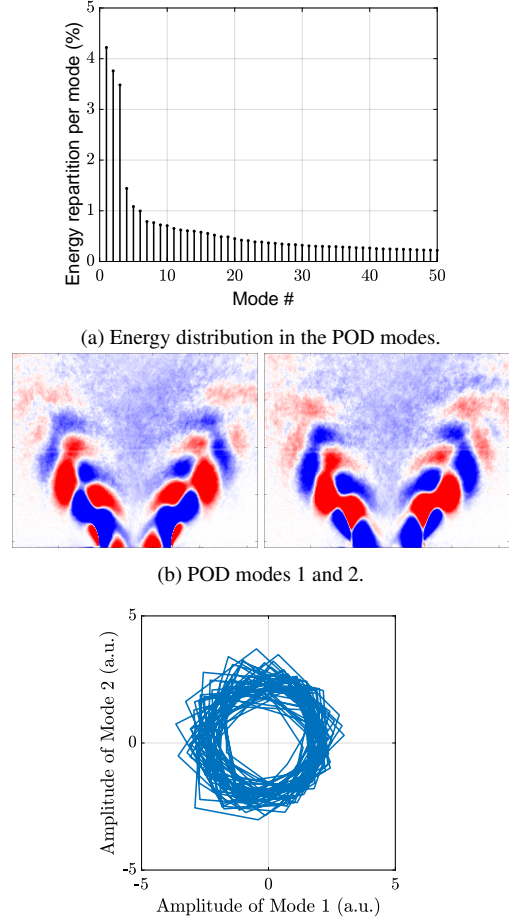 Energy repartition per mode (%)
5
4
3
2
1
0
0 10 20 30 40 50
Mode #
(a) Energy distribution in the POD modes.
(b) POD modes 1 and 2.
Amplitude of Mode 2 (a.u.)
5
0
-5
-5 0 5
Amplitude of Mode 1 (a.u.)